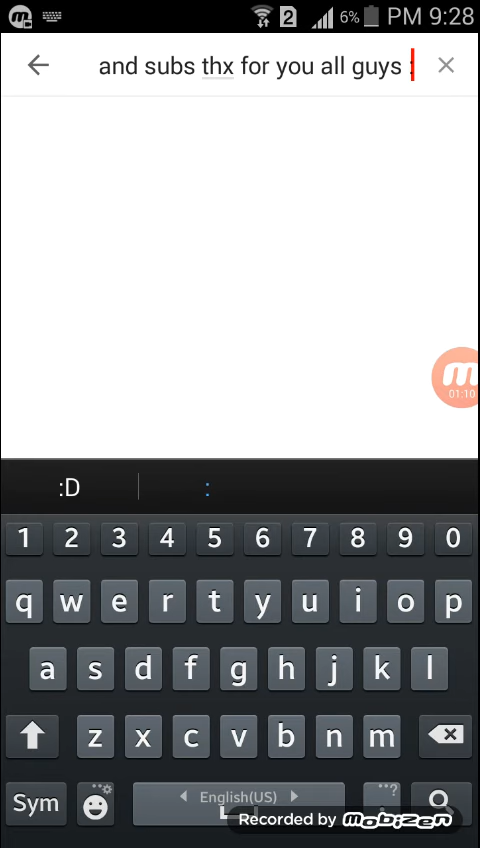 2 6% PM 9:28
and subs thx for you all guys :
01:10
:D :
1 2 3 4 5 6 7 8 9 0
q w e r t y u i o p
a s d f g h j k l
z x c v b n m
Sym English(US) ?
Recorded by mobizen